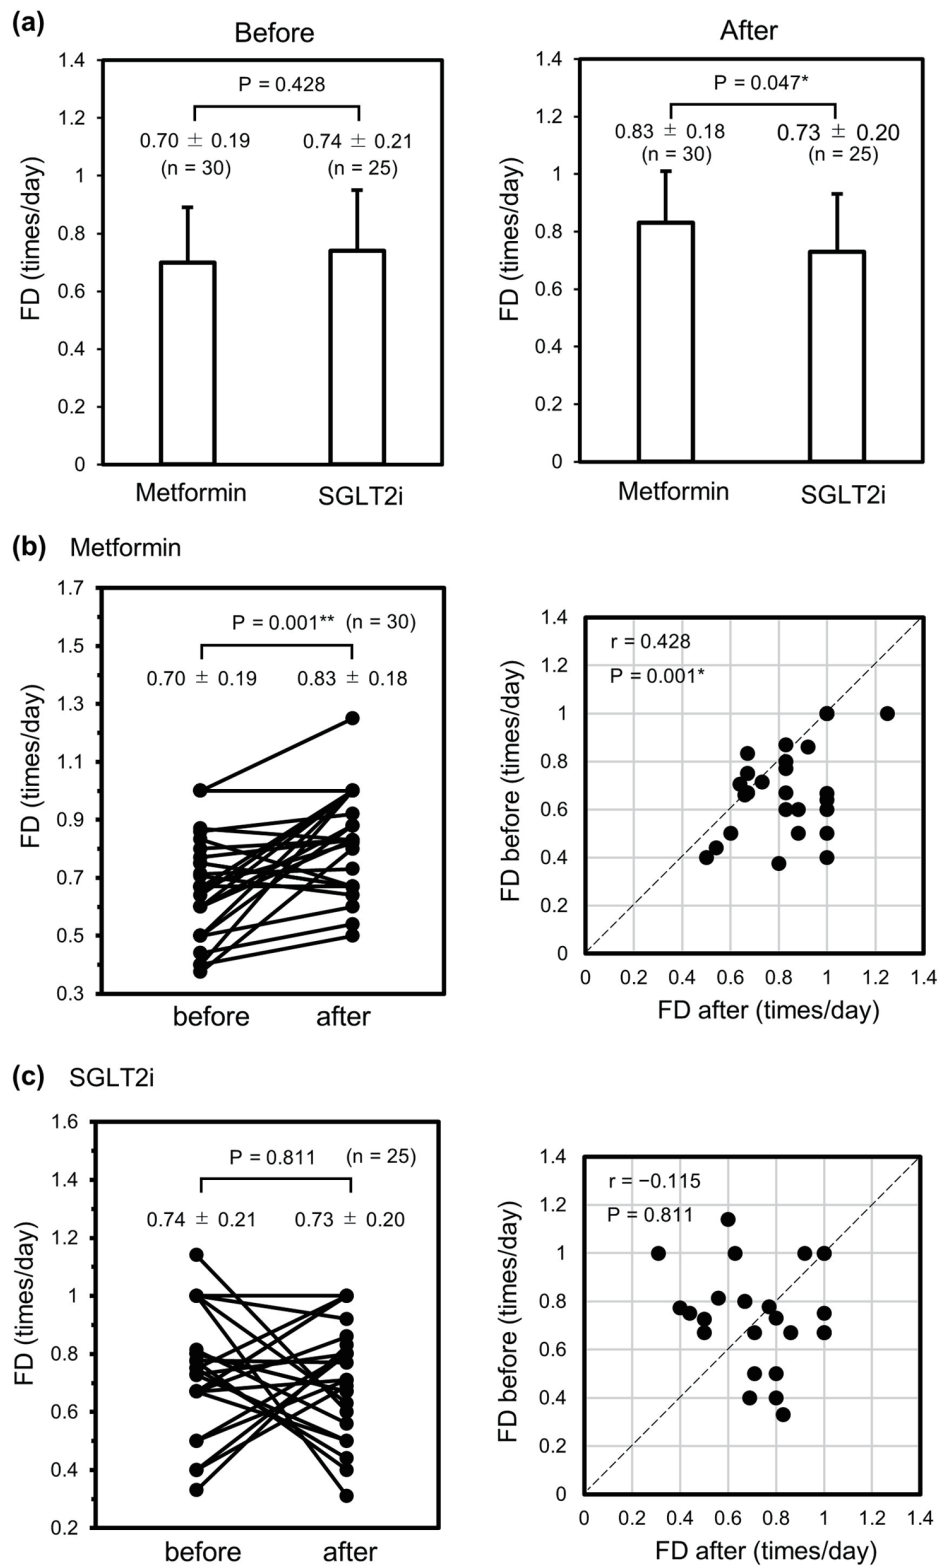 (a)
Before
After
1.4
1.2
1
0.8
0.6
0.4
0.2
0
FD (times/day)
P = 0.428
0.70 ± 0.19
(n = 30)
0.74 ± 0.21
(n = 25)
Metformin
SGLT2i
1.4
1.2
1
0.8
0.6
0.4
0.2
0
FD (times/day)
P = 0.047*
0.83 ± 0.18
(n = 30)
0.73 ± 0.20
(n = 25)
Metformin
SGLT2i
(b) Metformin
1.7
1.5
1.3
1.1
0.9
0.7
0.5
0.3
FD (times/day)
P = 0.001** (n = 30)
0.70 ± 0.19
0.83 ± 0.18
before
after
1.4
1.2
1
0.8
0.6
0.4
0.2
0
FD before (times/day)
r = 0.428
P = 0.001*
0 0.2 0.4 0.6 0.8 1 1.2 1.4
FD after (times/day)
(c) SGLT2i
1.6
1.4
1.2
1
0.8
0.6
0.4
0.2
FD (times/day)
P = 0.811 (n = 25)
0.74 ± 0.21
0.73 ± 0.20
before
after
1.4
1.2
1
0.8
0.6
0.4
0.2
0
FD before (times/day)
r = −0.115
P = 0.811
0 0.2 0.4 0.6 0.8 1 1.2 1.4
FD after (times/day)